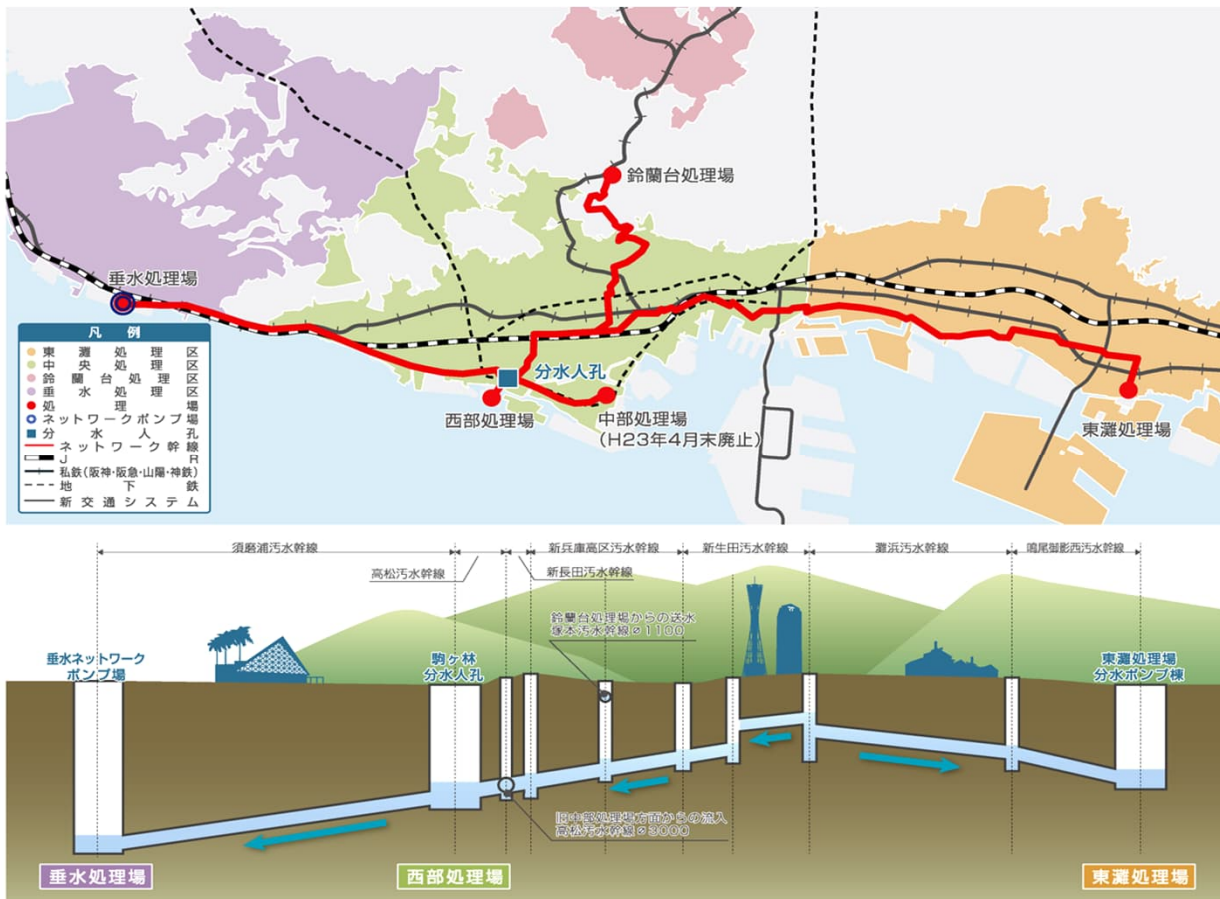 鈴蘭台処理場
垂水処理場
分水人孔
西部処理場
中部処理場
(H23年4月末廃止)
東灘処理場
凡例
東灘処理区
中央処理区
鈴蘭台処理区
垂水処理区
処理場
ネットワークポンプ場
分水人孔
ネットワーク幹線
JR
私鉄(阪神・阪急・山陽・神鉄)
地下鉄
新交通システム
須磨浦汚水幹線
高松汚水幹線
新長田汚水幹線
新兵庫高区汚水幹線
新生田汚水幹線
灘浜汚水幹線
鳴尾御影西汚水幹線
鈴蘭台処理場からの送水
塚本汚水幹線ø1100
垂水ネットワーク
ポンプ場
駒ヶ林
分水人孔
東灘処理場
分水ポンプ棟
旧中部処理場方面からの流入
高松汚水幹線ø3000
垂水処理場
西部処理場
東灘処理場